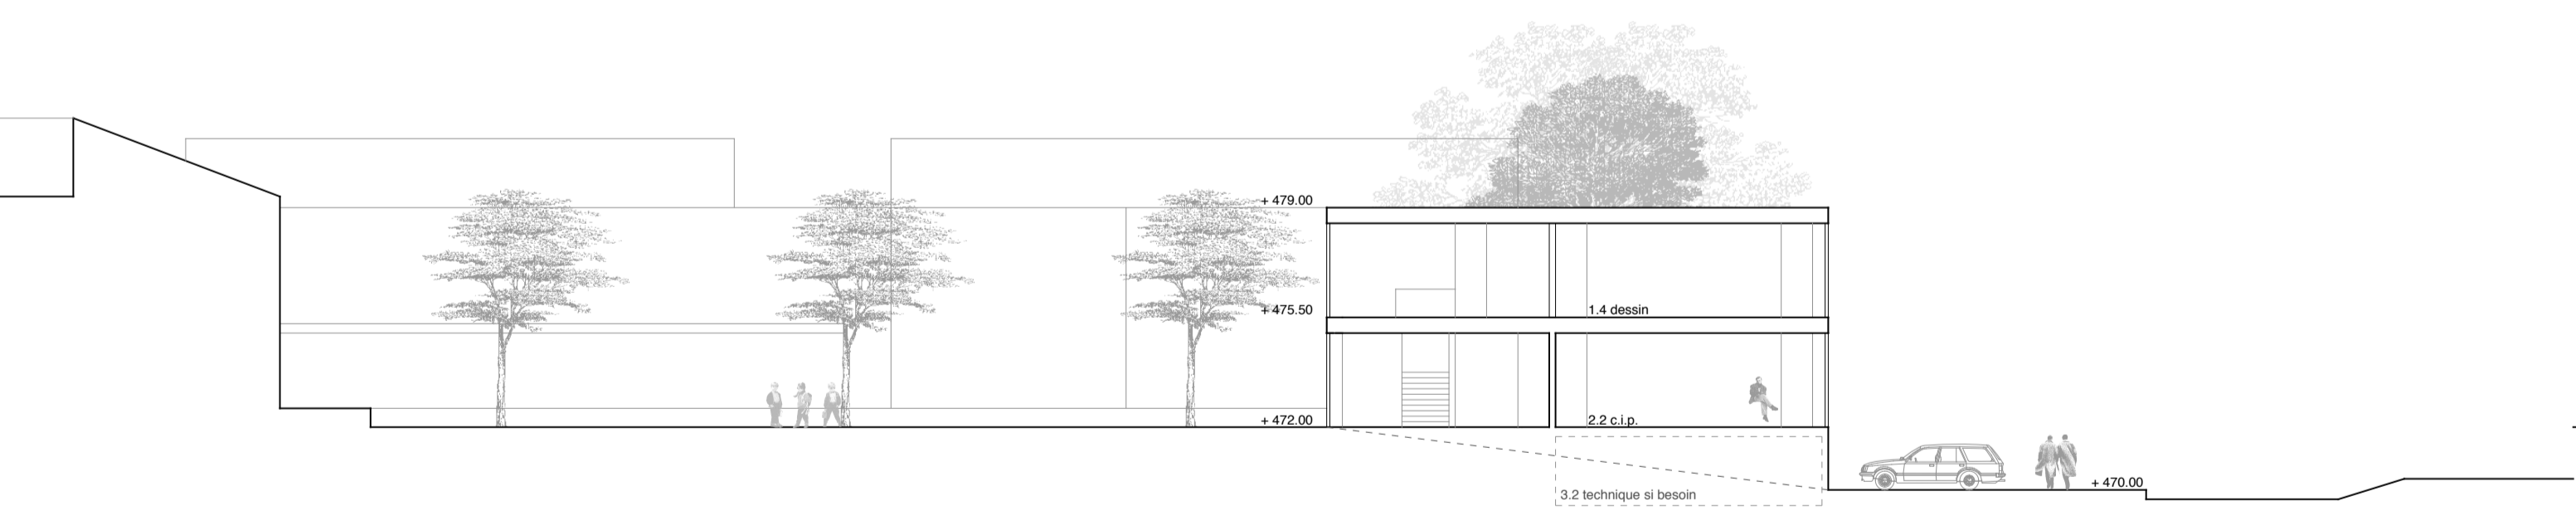 + 479.00
+ 475.50
1.4 dessin
+ 472.00
2.2 c.i.p.
+ 470.00
3.2 technique si besoin